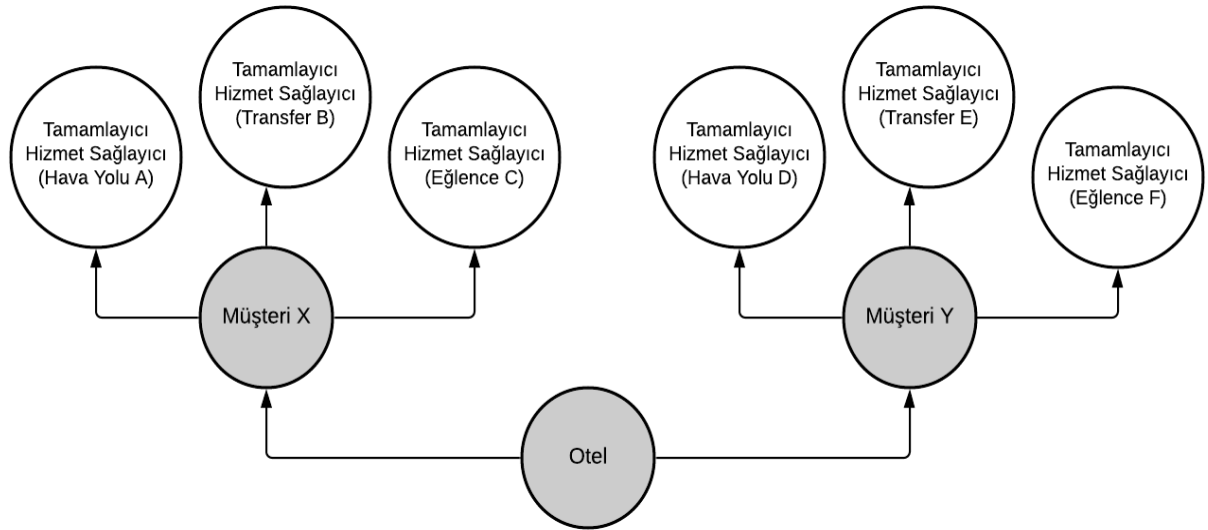 Tamamlayıcı
Hizmet Sağlayıcı
(Hava Yolu A)
Tamamlayıcı
Hizmet Sağlayıcı
(Transfer B)
Tamamlayıcı
Hizmet Sağlayıcı
(Eğlence C)
Tamamlayıcı
Hizmet Sağlayıcı
(Hava Yolu D)
Tamamlayıcı
Hizmet Sağlayıcı
(Transfer E)
Tamamlayıcı
Hizmet Sağlayıcı
(Eğlence F)
Müşteri X
Müşteri Y
Otel